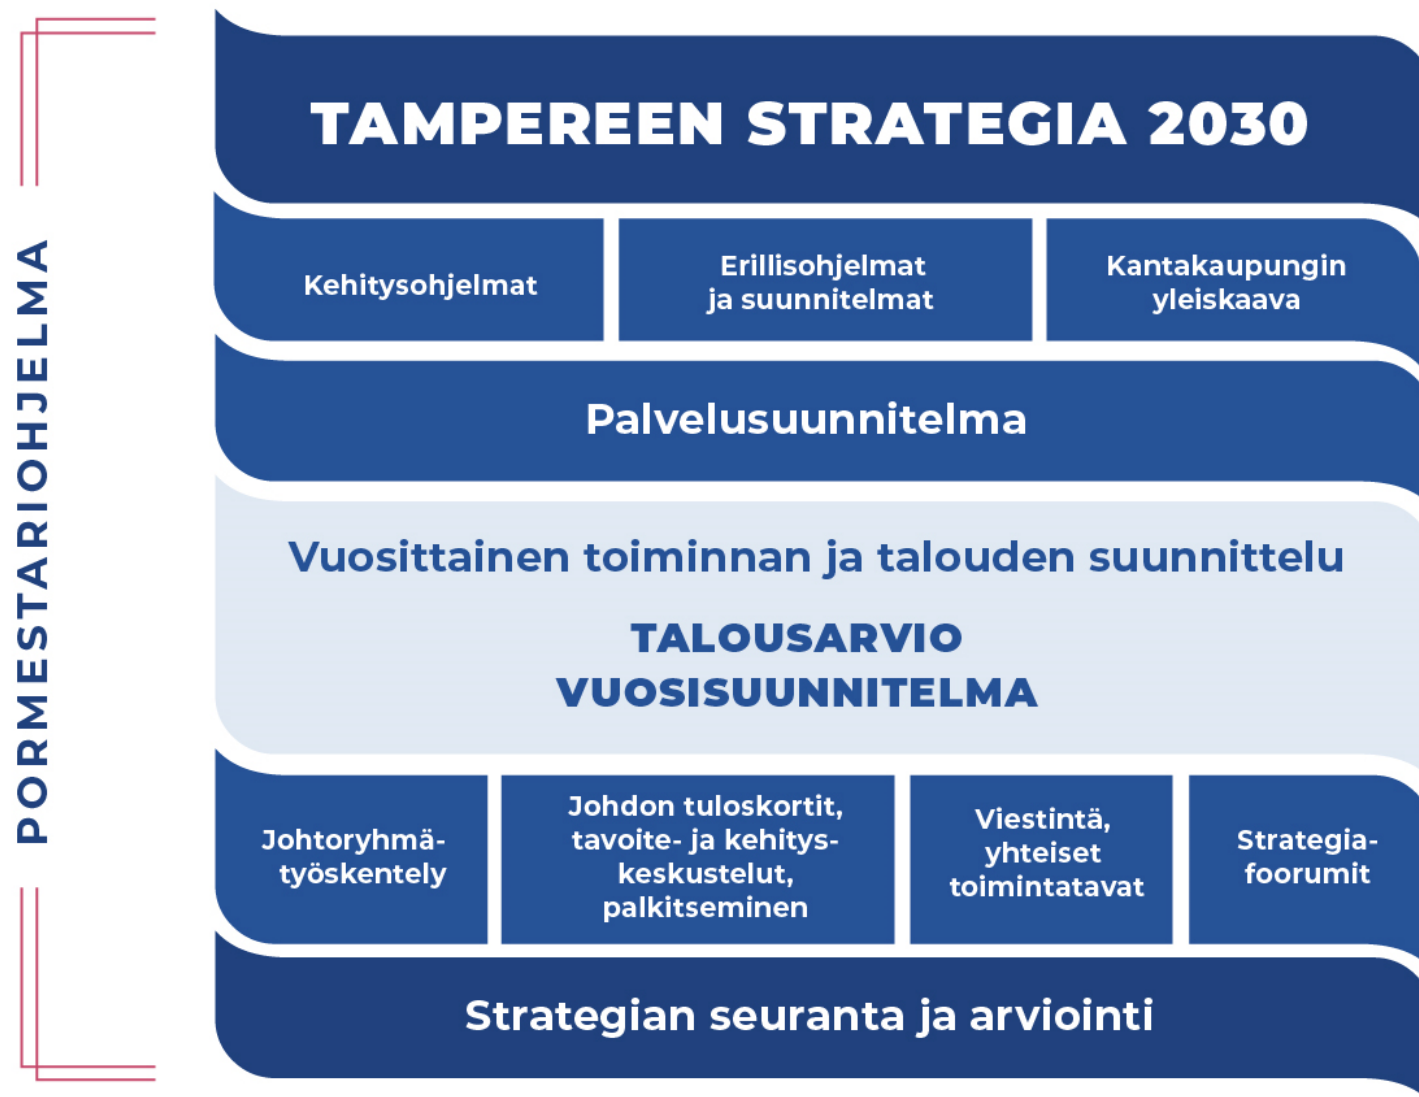 PORMESTARIOHJELMA
TAMPEREEN STRATEGIA 2030
Kehitysohjelmat
Erillisohjelmat
ja suunnitelmat
Kantakaupungin
yleiskaava
Palvelusuunnitelma
Vuosittainen toiminnan ja talouden suunnittelu
TALOUSARVIO
VUOSISUUNNITELMA
Johtoryhmä-
työskentely
Johdon tuloskortit,
tavoite- ja kehitys-
keskustelut,
palkitseminen
Viestintä,
yhteiset
toimintatavat
Strategia-
foorumit
Strategian seuranta ja arviointi